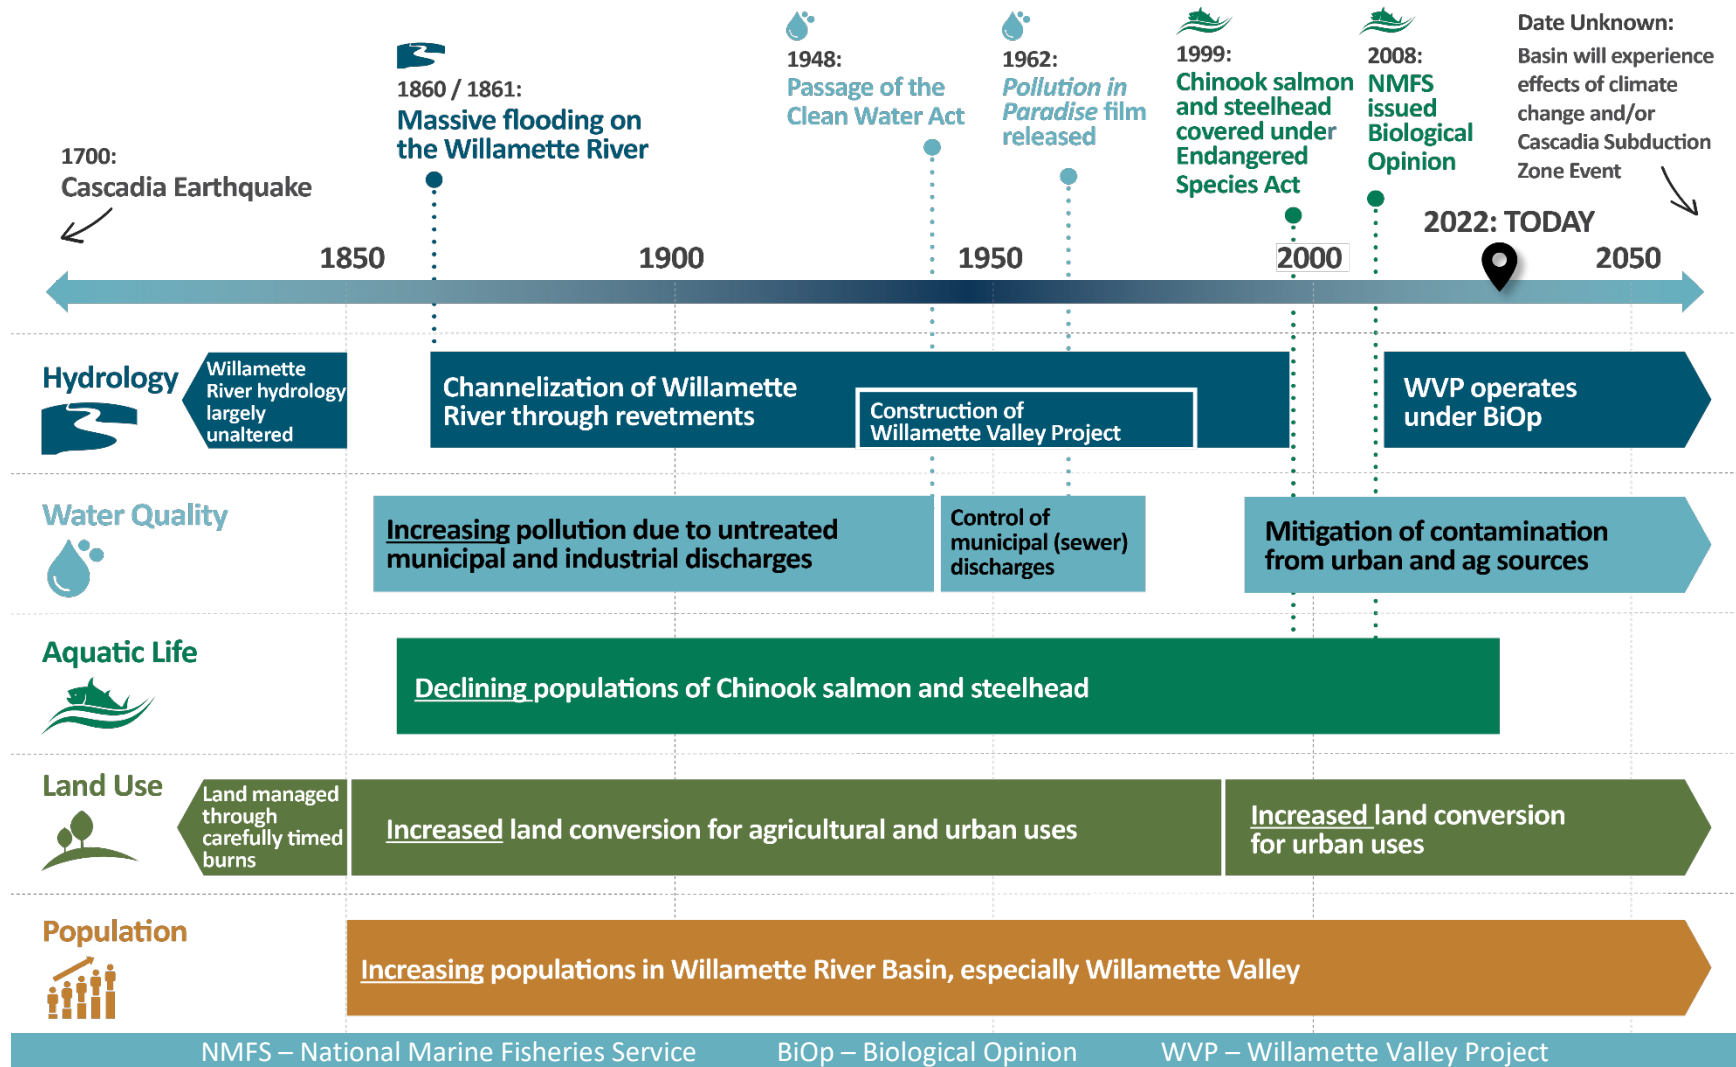 1700:
Cascadia Earthquake
1860 / 1861:
Massive flooding on
the Willamette River
1948:
Passage of the
Clean Water Act
1962:
Pollution in
Paradise film
released
1999:
Chinook salmon
and steelhead
covered under
Endangered
Species Act
2008:
NMFS
issued
Biological
Opinion
Date Unknown:
Basin will experience
effects of climate
change and/or
Cascadia Subduction
Zone Event
2022: TODAY
1850
1900
1950
2000
2050
Hydrology
Willamette
River hydrology
largely
unaltered
Channelization of Willamette
River through revetments
Construction of
Willamette Valley Project
WVP operates
under BiOp
Water Quality
Increasing pollution due to untreated
municipal and industrial discharges
Control of
municipal (sewer)
discharges
Mitigation of contamination
from urban and ag sources
Aquatic Life
Declining populations of Chinook salmon and steelhead
Land Use
Land managed
through
carefully timed
burns
Increased land conversion for agricultural and urban uses
Increased land conversion
for urban uses
Population
Increasing populations in Willamette River Basin, especially Willamette Valley
NMFS – National Marine Fisheries Service
BiOp – Biological Opinion
WVP – Willamette Valley Project